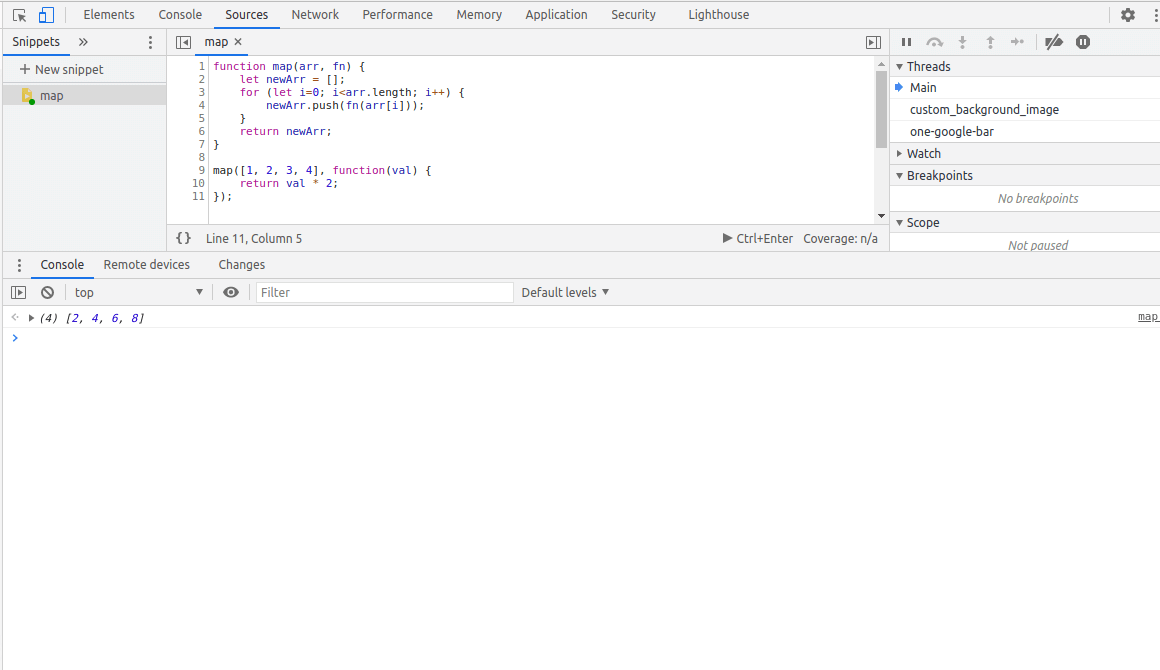 Elements Console Sources Network Performance Memory Application Security Lighthouse
Snippets
+ New snippet
map
map ×
1 function map(arr, fn) {
2     let newArr = [];
3     for (let i=0; i<arr.length; i++) {
4         newArr.push(fn(arr[i]));
5     }
6     return newArr;
7 }
8
9 map([1, 2, 3, 4], function(val) {
10     return val * 2;
11 });
{} Line 11, Column 5 Ctrl+Enter Coverage: n/a
Threads
Main
custom_background_image
one-google-bar
Watch
Breakpoints
No breakpoints
Scope
Not paused
Console Remote devices Changes
top Filter Default levels
(4) [2, 4, 6, 8] map